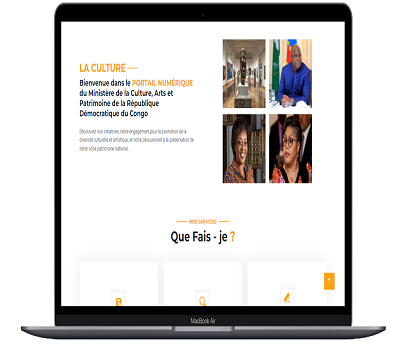 LA CULTURE
Bienvenue dans le PORTAIL NUMÉRIQUE
du Ministère de la Culture, Arts et
Patrimoine de la République
Démocratique du Congo
Découvrez nos initiatives, notre engagement pour la promotion de la
diversité culturelle et artistique, et notre dévouement à la préservation de
notre riche patrimoine national.
NOS SERVICES
Que Fais - je ?
MacBook Air